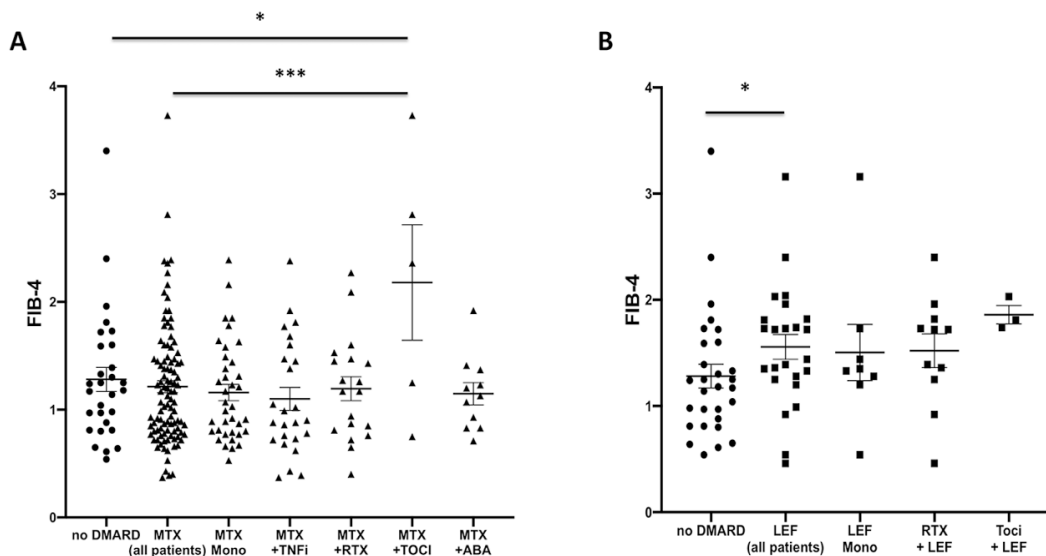 A
*
***
FIB-4
4
3
2
1
0
no DMARD
MTX
(all patients)
MTX
Mono
MTX
+TNFi
MTX
+RTX
MTX
+TOCI
MTX
+ABA
B
*
FIB-4
4
3
2
1
0
no DMARD
LEF
(all patients)
LEF
Mono
RTX
+ LEF
Toci
+ LEF